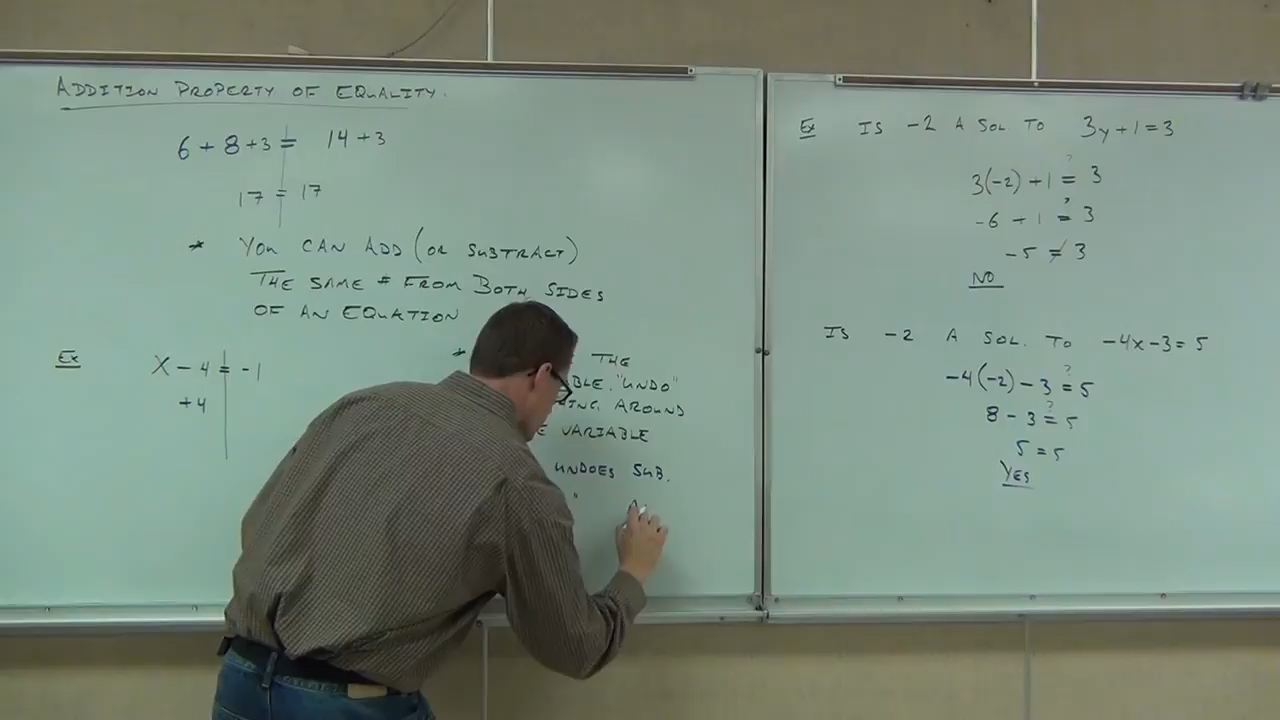 ADDITION PROPERTY OF EQUALITY.
6 + 8 + 3 = 14 + 3
17 = 17
* YOU CAN ADD (OR SUBTRACT)
THE SAME # FROM BOTH SIDES
OF AN EQUATION
Ex X - 4 = -1
+4
* THE
BLE. "UNDO"
ING AROUND
E VARIABLE
UNDOES SUB.
"
Ex IS -2 A SOL TO 3y + 1 = 3
3(-2) + 1 ?= 3
-6 + 1 ?= 3
-5 ≠ 3
NO
IS -2 A SOL. TO -4x - 3 = 5
-4(-2) - 3 ?= 5
8 - 3 ?= 5
5 = 5
YES